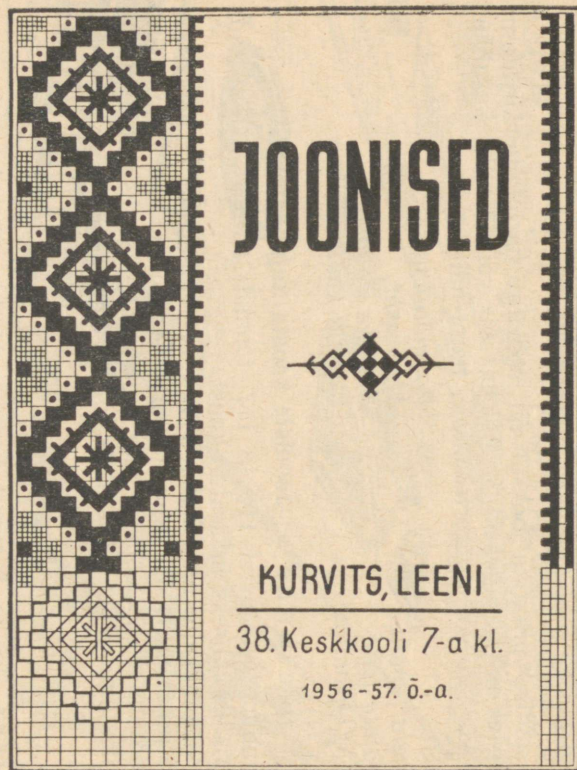 JOONISED
KURVITS, LEENI
38. Keskkooli 7-a kl.
1956-57. õ.-a.